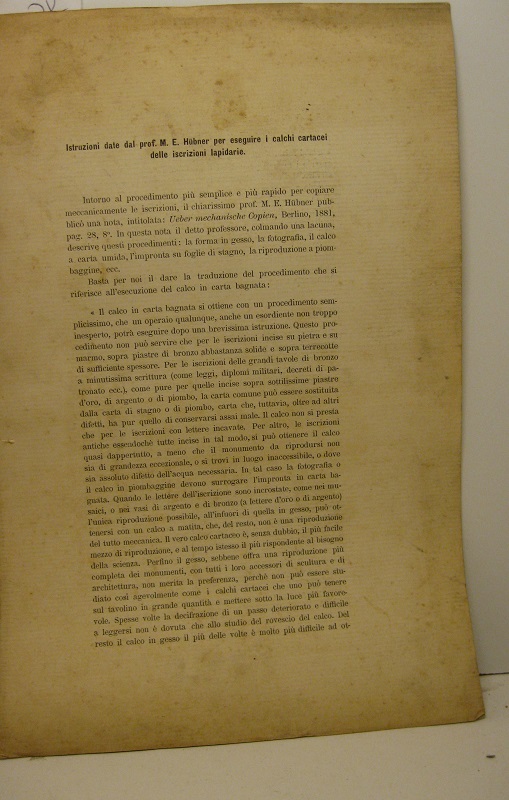 Istruzioni date dal prof. M. E. Hübner per eseguire i calchi cartacei
delle iscrizioni lapidarie.
Intorno al procedimento più semplice e più rapido per copiare
meccanicamente le iscrizioni, il chiarissimo prof. M. E. Hübner pub-
blicò una nota, intitolata: Ueber mechanische Copien, Berlino, 1881,
pag. 28, 8º. In questa nota il detto professore, colmando una lacuna,
descrive questi procedimenti: la forma in gesso, la fotografia, il calco
a carta umida, l'impronta su foglie di stagno, la riproduzione a piom-
baggine, ecc.
Basta per noi il dare la traduzione del procedimento che si
riferisce all'esecuzione del calco in carta bagnata:
« Il calco in carta bagnata si ottiene con un procedimento sem-
plicissimo, che un operaio qualunque, anche un esordiente non troppo
inesperto, potrà eseguire dopo una brevissima istruzione. Questo pro-
cedimento non può servire che per le iscrizioni incise su pietra e su
marmo, sopra piastre di bronzo abbastanza solide e sopra terrecotte
di sufficiente spessore. Per le iscrizioni delle grandi tavole di bronzo
a minutissima scrittura (come leggi, diplomi militari, decreti di pa-
tronato ecc.), come pure per quelle incise sopra sottilissime piastre
d'oro, di argento o di piombo, la carta comune può essere sostituita
dalla carta di stagno o di piombo, carta che, tuttavia, oltre ad altri
difetti, ha pur quello di conservarsi assai male. Il calco non si presta
che per le iscrizioni con lettere incavate. Per altro, le iscrizioni
antiche essendochè tutte incise in tal modo, si può ottenere il calco
quasi dappertutto, a meno che il monumento da riprodursi non
sia di grandezza eccezionale, o si trovi in luogo inaccessibile, o dove
sia assoluto difetto dell'acqua necessaria. In tal caso la fotografia o
il calco in piombaggine devono surrogare l'impronta in carta ba-
gnata. Quando le lettere dell'iscrizione sono incrostate, come nei mu-
saici, o nei vasi di argento e di bronzo (a lettere d'oro o di argento)
l'unica riproduzione possibile, all'infuori di quella in gesso, può ot-
tenersi con un calco a matita, che, del resto, non è una riproduzione
del tutto meccanica. Il vero calco cartaceo è, senza dubbio, il più facile
mezzo di riproduzione, e al tempo istesso il più rispondente al bisogno
della scienza. Perfino il gesso, sebbene offra una riproduzione più
completa dei monumenti, con tutti i loro accessori di scultura e di
architettura, non merita la preferenza, perchè non può essere stu-
diato così agevolmente come i calchi cartacei che uno può tenere
sul tavolino in grande quantità e mettere sotto la luce più favore-
vole. Spesse volte la decifrazione di un passo deteriorato e difficile
a leggersi non è dovuta che allo studio del rovescio del calco. Del
resto il calco in gesso il più delle volte è molto più difficile ad ot-